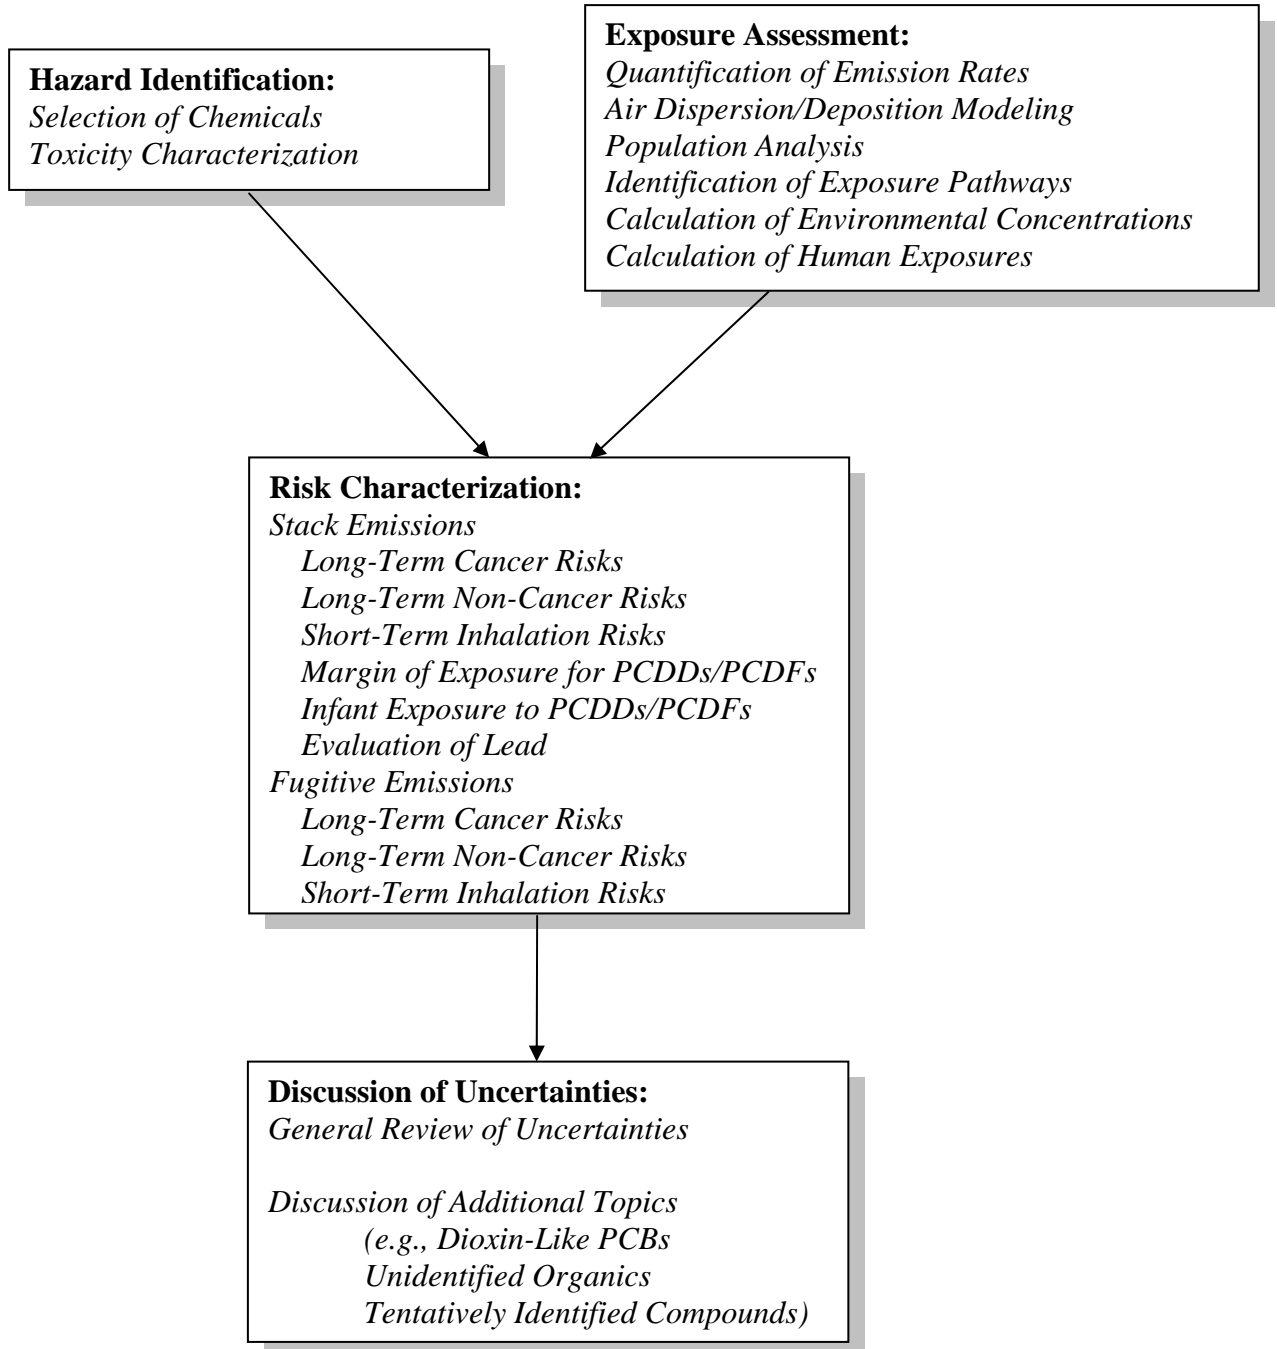 Hazard Identification:
Selection of Chemicals
Toxicity Characterization
Exposure Assessment:
Quantification of Emission Rates
Air Dispersion/Deposition Modeling
Population Analysis
Identification of Exposure Pathways
Calculation of Environmental Concentrations
Calculation of Human Exposures
Risk Characterization:
Stack Emissions
Long-Term Cancer Risks
Long-Term Non-Cancer Risks
Short-Term Inhalation Risks
Margin of Exposure for PCDDs/PCDFs
Infant Exposure to PCDDs/PCDFs
Evaluation of Lead
Fugitive Emissions
Long-Term Cancer Risks
Long-Term Non-Cancer Risks
Short-Term Inhalation Risks
Discussion of Uncertainties:
General Review of Uncertainties
Discussion of Additional Topics
(e.g., Dioxin-Like PCBs
Unidentified Organics
Tentatively Identified Compounds)